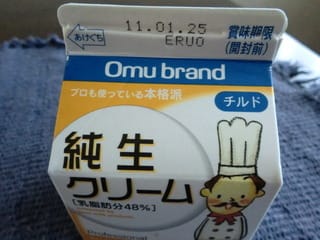 あけぐち
11.01.25
ERUO
賞味期限
(開封前)
Omu brand
プロも使っている本格派
チルド
純生
クリーム
[乳脂肪分48%]
Professional